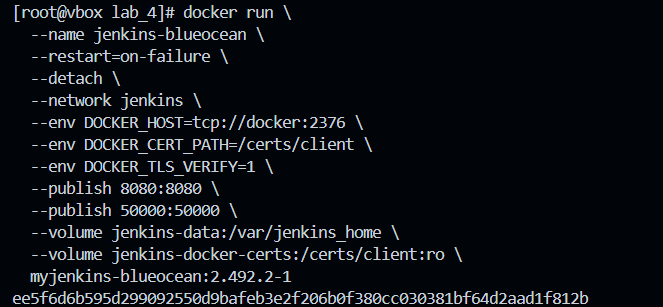 [root@vbox lab_4]# docker run \
--name jenkins-blueocean \
--restart=on-failure \
--detach \
--network jenkins \
--env DOCKER_HOST=tcp://docker:2376 \
--env DOCKER_CERT_PATH=/certs/client \
--env DOCKER_TLS_VERIFY=1 \
--publish 8080:8080 \
--publish 50000:50000 \
--volume jenkins-data:/var/jenkins_home \
--volume jenkins-docker-certs:/certs/client:ro \
myjenkins-blueocean:2.492.2-1
ee5f6d6b595d299092550d9bafeb3e2f206b0f380cc030381bf64d2aad1f812b